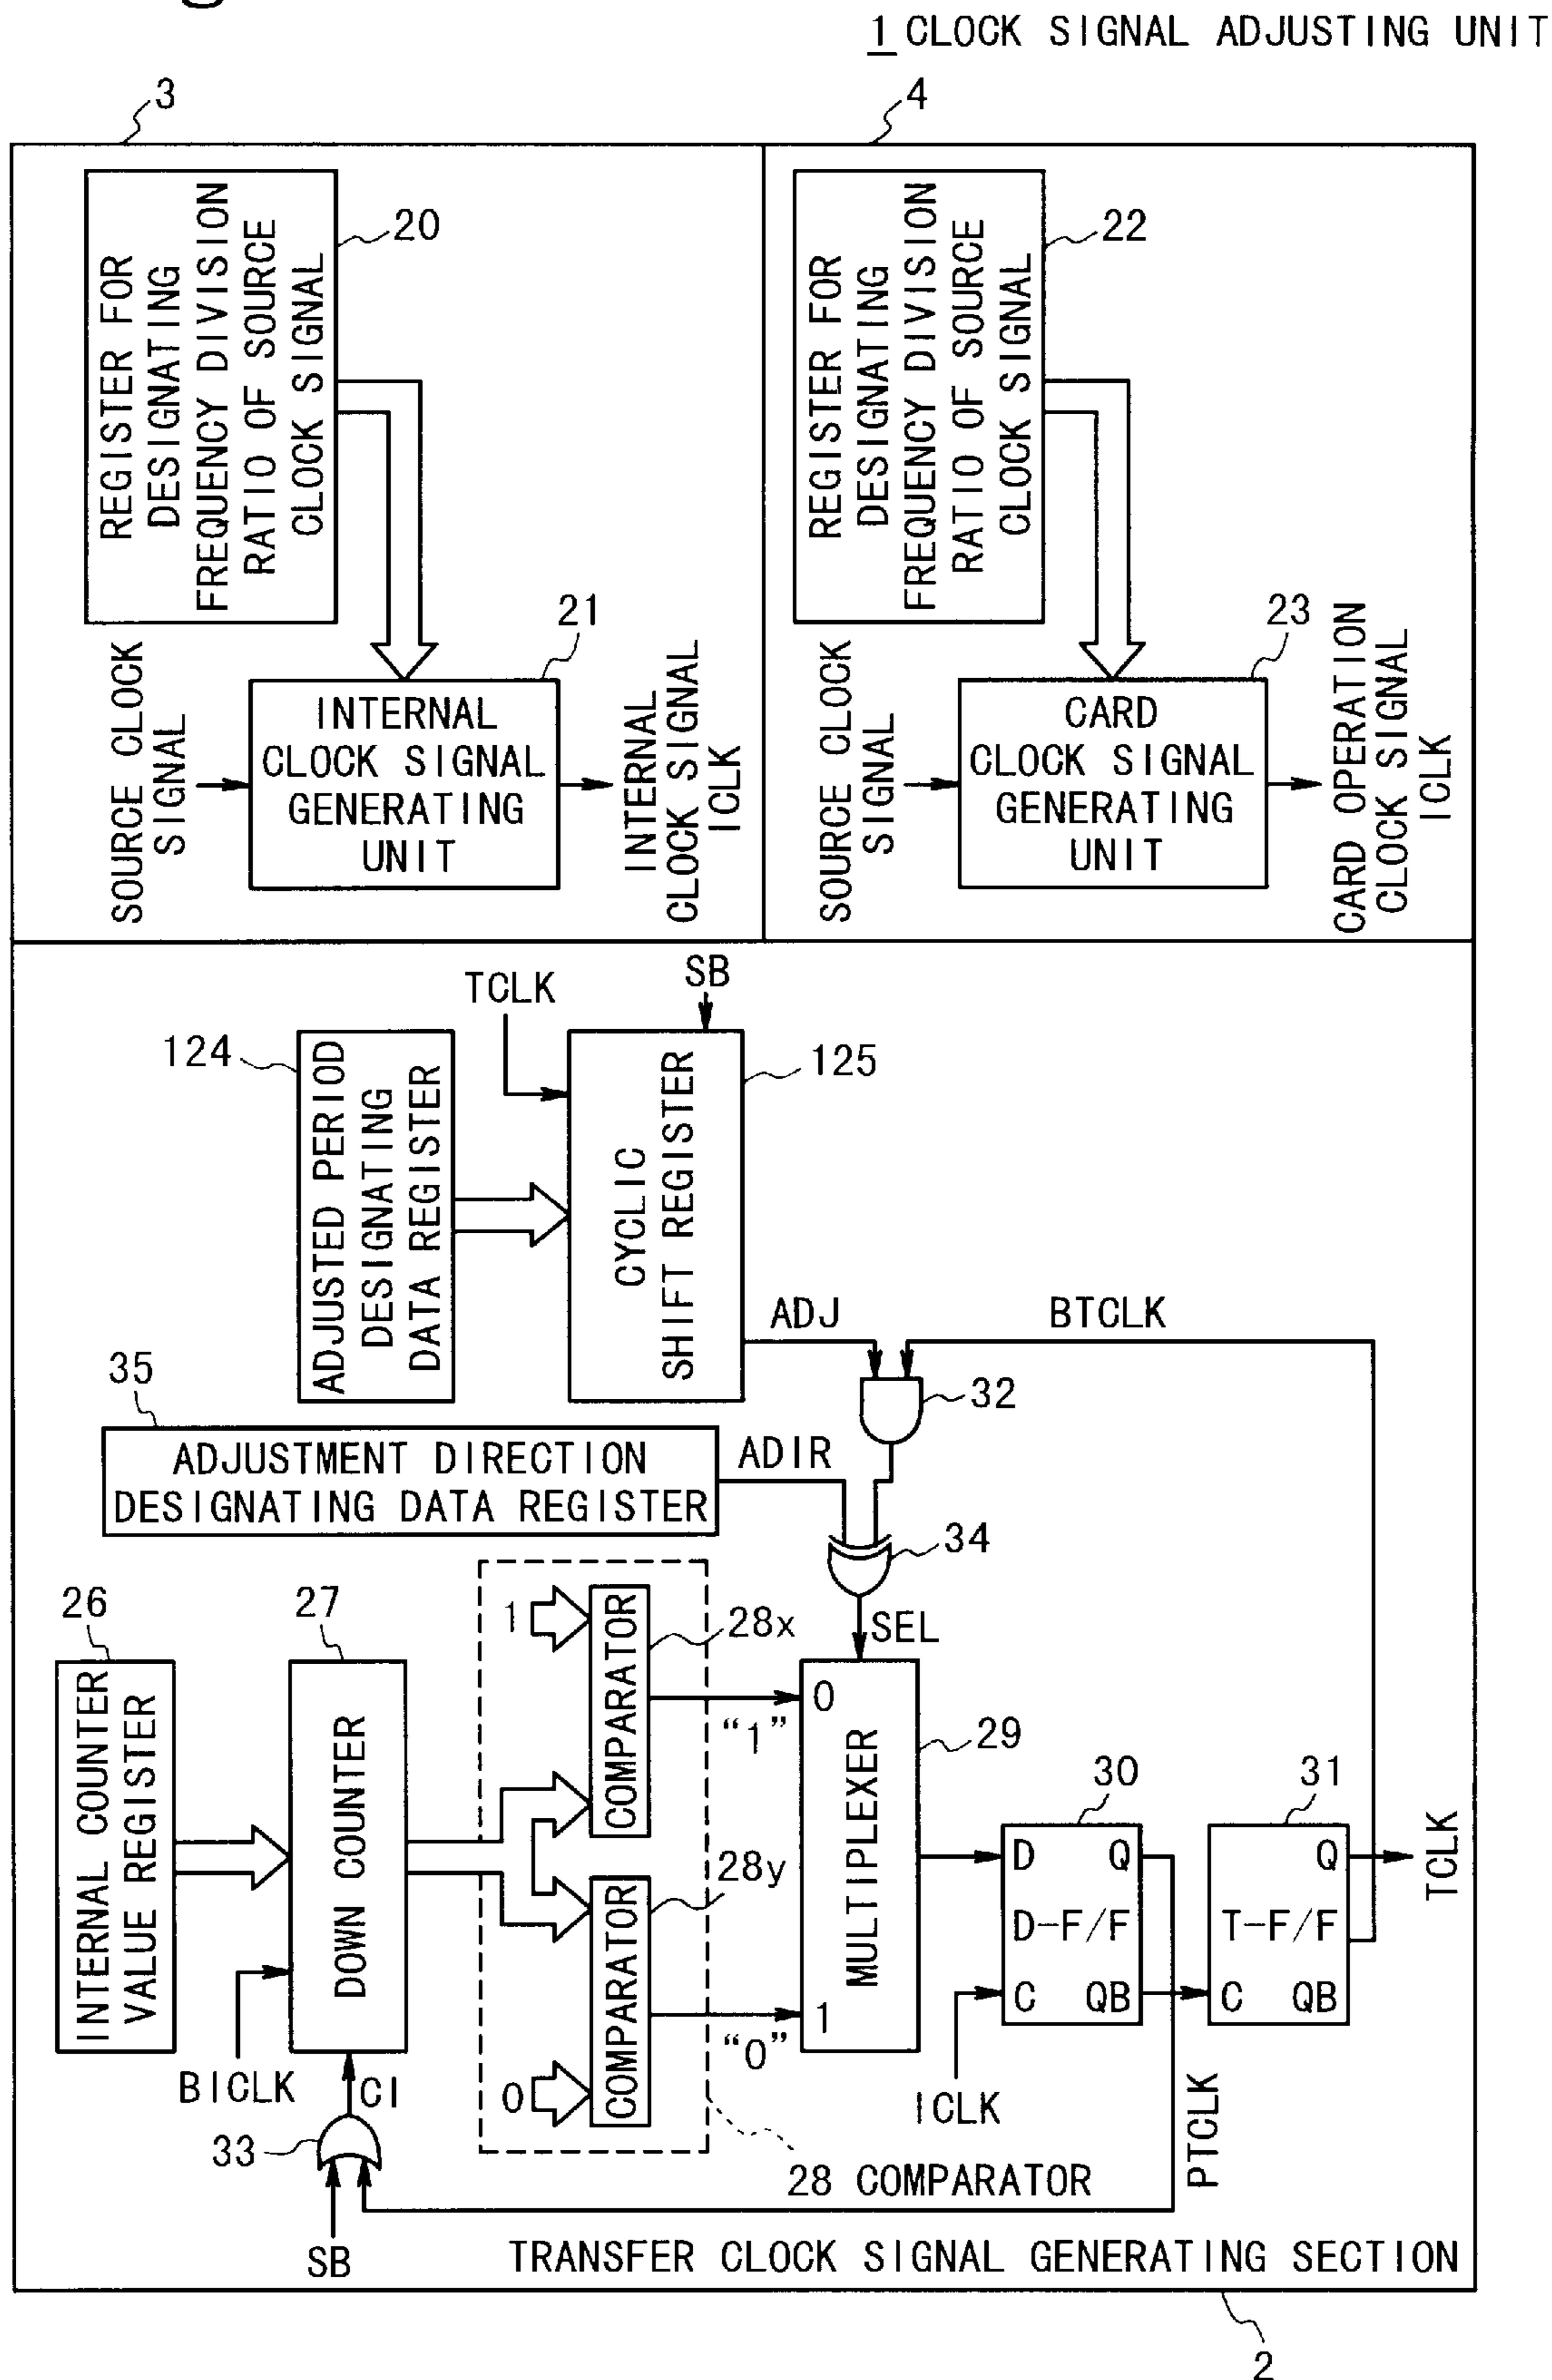 1 CLOCK SIGNAL ADJUSTING UNIT
3
4
REGISTER FOR
DESIGNATING
FREQUENCY DIVISION
RATIO OF SOURCE
CLOCK SIGNAL
20
SOURCE CLOCK
SIGNAL
21
INTERNAL
CLOCK SIGNAL
GENERATING
UNIT
INTERNAL
CLOCK SIGNAL
ICLK
REGISTER FOR
DESIGNATING
FREQUENCY DIVISION
RATIO OF SOURCE
CLOCK SIGNAL
22
SOURCE CLOCK
SIGNAL
23
CARD
CLOCK SIGNAL
GENERATING
UNIT
CARD OPERATION
CLOCK SIGNAL
ICLK
TCLK
SB
124
ADJUSTED PERIOD
DESIGNATING
DATA REGISTER
CYCLIC
SHIFT REGISTER
125
ADJ
BTCLK
32
35
ADJUSTMENT DIRECTION
DESIGNATING DATA REGISTER
ADIR
34
SEL
26
INTERNAL COUNTER
VALUE REGISTER
27
DOWN COUNTER
BICLK
CI
33
SB
1
COMPARATOR
28x
"1"
28y
COMPARATOR
0
"0"
28 COMPARATOR
0
MULTIPLEXER
1
29
30
D Q
D-F/F
C QB
ICLK
31
Q
T-F/F
C QB
TCLK
PTCLK
TRANSFER CLOCK SIGNAL GENERATING SECTION
2